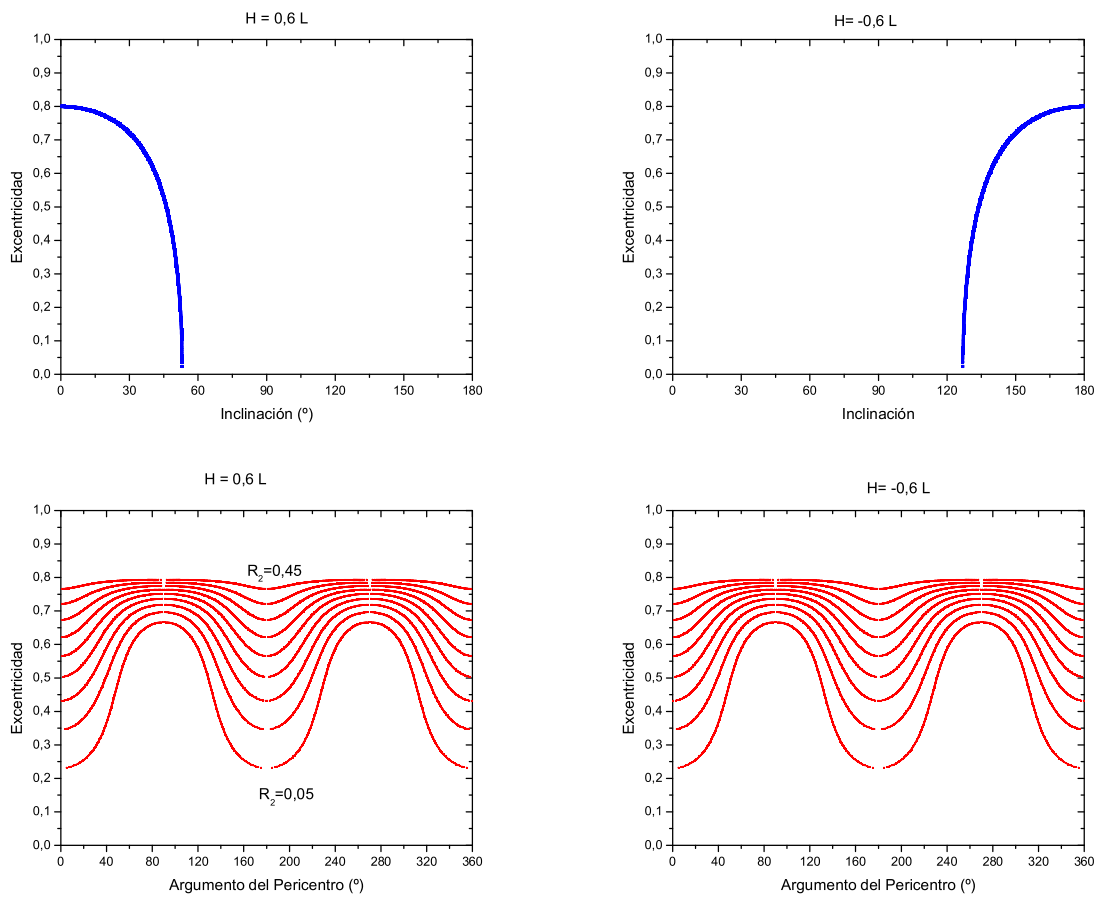 H = 0,6 L
1,0
0,9
0,8
0,7
0,6
0,5
0,4
0,3
0,2
0,1
0,0
Excentricidad
0 30 60 90 120 150 180
Inclinación (º)
H= -0,6 L
1,0
0,9
0,8
0,7
0,6
0,5
0,4
0,3
0,2
0,1
0,0
Excentricidad
0 30 60 90 120 150 180
Inclinación
H = 0,6 L
1,0
0,9
0,8
0,7
0,6
0,5
0,4
0,3
0,2
0,1
0,0
Excentricidad
R2=0,45
R2=0,05
0 40 80 120 160 200 240 280 320 360
Argumento del Pericentro (º)
H= -0,6 L
1,0
0,9
0,8
0,7
0,6
0,5
0,4
0,3
0,2
0,1
0,0
Excentricidad
0 40 80 120 160 200 240 280 320 360
Argumento del Pericentro (º)